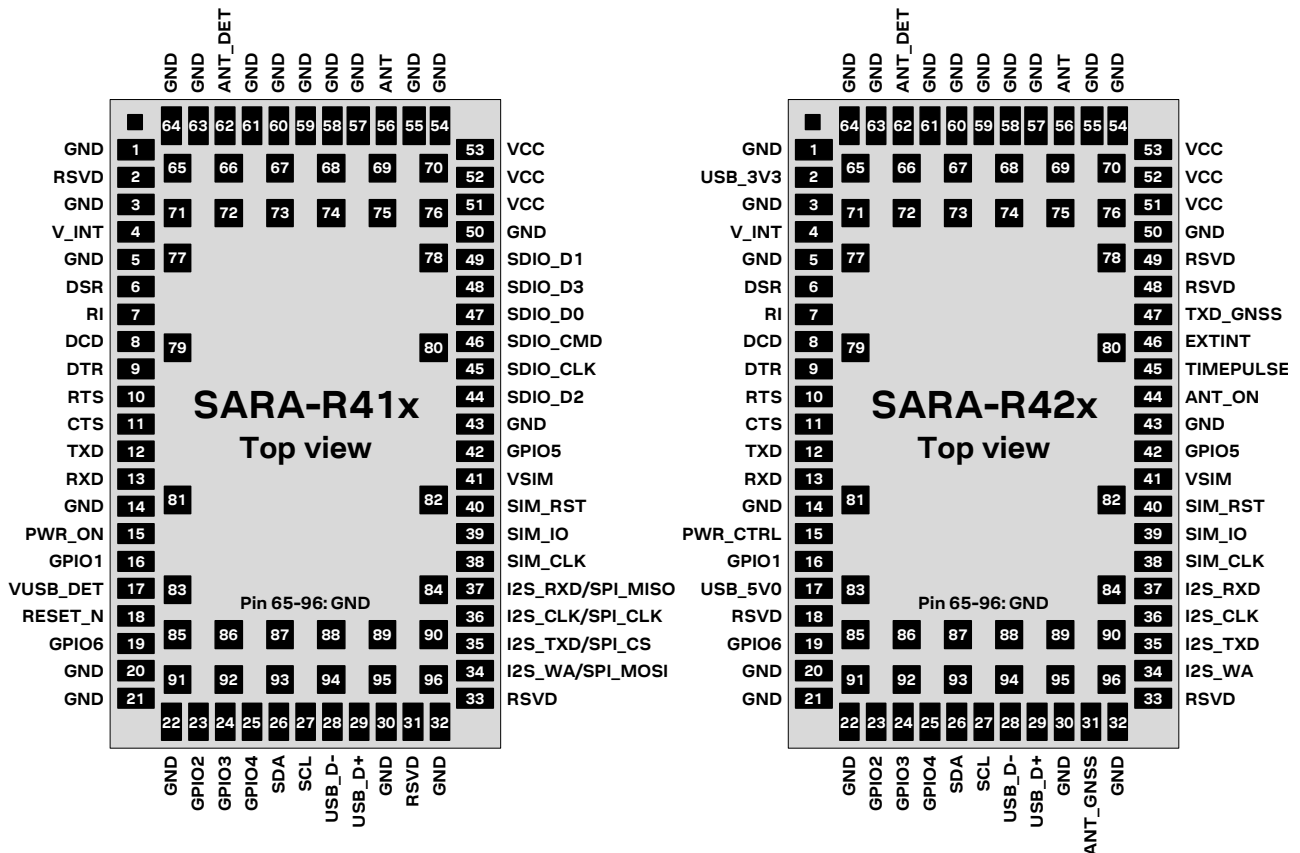 GND GND ANT_DET GND GND GND GND GND ANT GND GND
64 63 62 61 60 59 58 57 56 55 54
GND 1 65 66 67 68 69 70 53 VCC
RSVD 2 52 VCC
GND 3 71 72 73 74 75 76 51 VCC
V_INT 4 50 GND
GND 5 77 78 49 SDIO_D1
DSR 6 48 SDIO_D3
RI 7 47 SDIO_D0
DCD 8 79 80 46 SDIO_CMD
DTR 9 45 SDIO_CLK
RTS 10 SARA-R41x 44 SDIO_D2
CTS 11 43 GND
TXD 12 Top view 42 GPIO5
RXD 13 41 VSIM
GND 14 81 82 40 SIM_RST
PWR_ON 15 39 SIM_IO
GPIO1 16 38 SIM_CLK
VUSB_DET 17 83 84 37 I2S_RXD/SPI_MISO
Pin 65-96: GND
RESET_N 18 36 I2S_CLK/SPI_CLK
GPIO6 19 85 86 87 88 89 90 35 I2S_TXD/SPI_CS
GND 20 91 92 93 94 95 96 34 I2S_WA/SPI_MOSI
GND 21 33 RSVD
22 23 24 25 26 27 28 29 30 31 32
GND GPIO2 GPIO3 GPIO4 SDA SCL USB_D- USB_D+ GND RSVD GND
GND GND ANT_DET GND GND GND GND GND ANT GND GND
64 63 62 61 60 59 58 57 56 55 54
GND 1 65 66 67 68 69 70 53 VCC
USB_3V3 2 52 VCC
GND 3 71 72 73 74 75 76 51 VCC
V_INT 4 50 GND
GND 5 77 78 49 RSVD
DSR 6 48 RSVD
RI 7 47 TXD_GNSS
DCD 8 79 80 46 EXTINT
DTR 9 45 TIMEPULSE
RTS 10 SARA-R42x 44 ANT_ON
CTS 11 43 GND
TXD 12 Top view 42 GPIO5
RXD 13 41 VSIM
GND 14 81 82 40 SIM_RST
PWR_CTRL 15 39 SIM_IO
GPIO1 16 38 SIM_CLK
USB_5V0 17 83 84 37 I2S_RXD
Pin 65-96: GND
RSVD 18 36 I2S_CLK
GPIO6 19 85 86 87 88 89 90 35 I2S_TXD
GND 20 91 92 93 94 95 96 34 I2S_WA
GND 21 33 RSVD
22 23 24 25 26 27 28 29 30 31 32
GND GPIO2 GPIO3 GPIO4 SDA SCL USB_D- USB_D+ GND ANT_GNSS GND